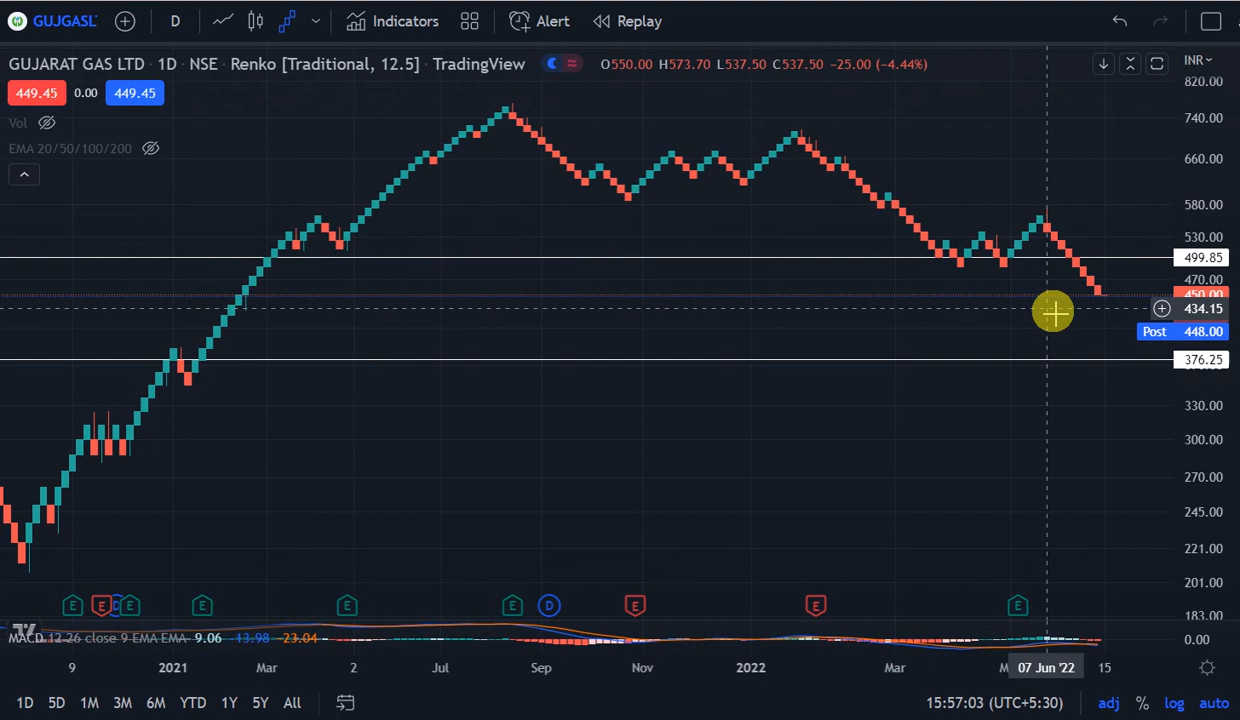 GUJGASL D Indicators Alert Replay
GUJARAT GAS LTD · 1D · NSE · Renko [Traditional, 12.5] · TradingView O550.00 H573.70 L537.50 C537.50 −25.00 (−4.44%) INR
449.45 0.00 449.45
Vol
EMA 20/50/100/200
820.00
740.00
660.00
580.00
530.00
499.85
470.00
450.00
434.15
Post 448.00
376.25
330.00
300.00
270.00
245.00
221.00
201.00
183.00
E E D E E E E D E E E
MACD 12 26 close 9 EMA EMA 9.06 −13.98 −23.04 0.00
9 2021 Mar 2 Jul Sep Nov 2022 Mar 07 Jun '22 15
1D 5D 1M 3M 6M YTD 1Y 5Y All 15:57:03 (UTC+5:30) adj % log auto